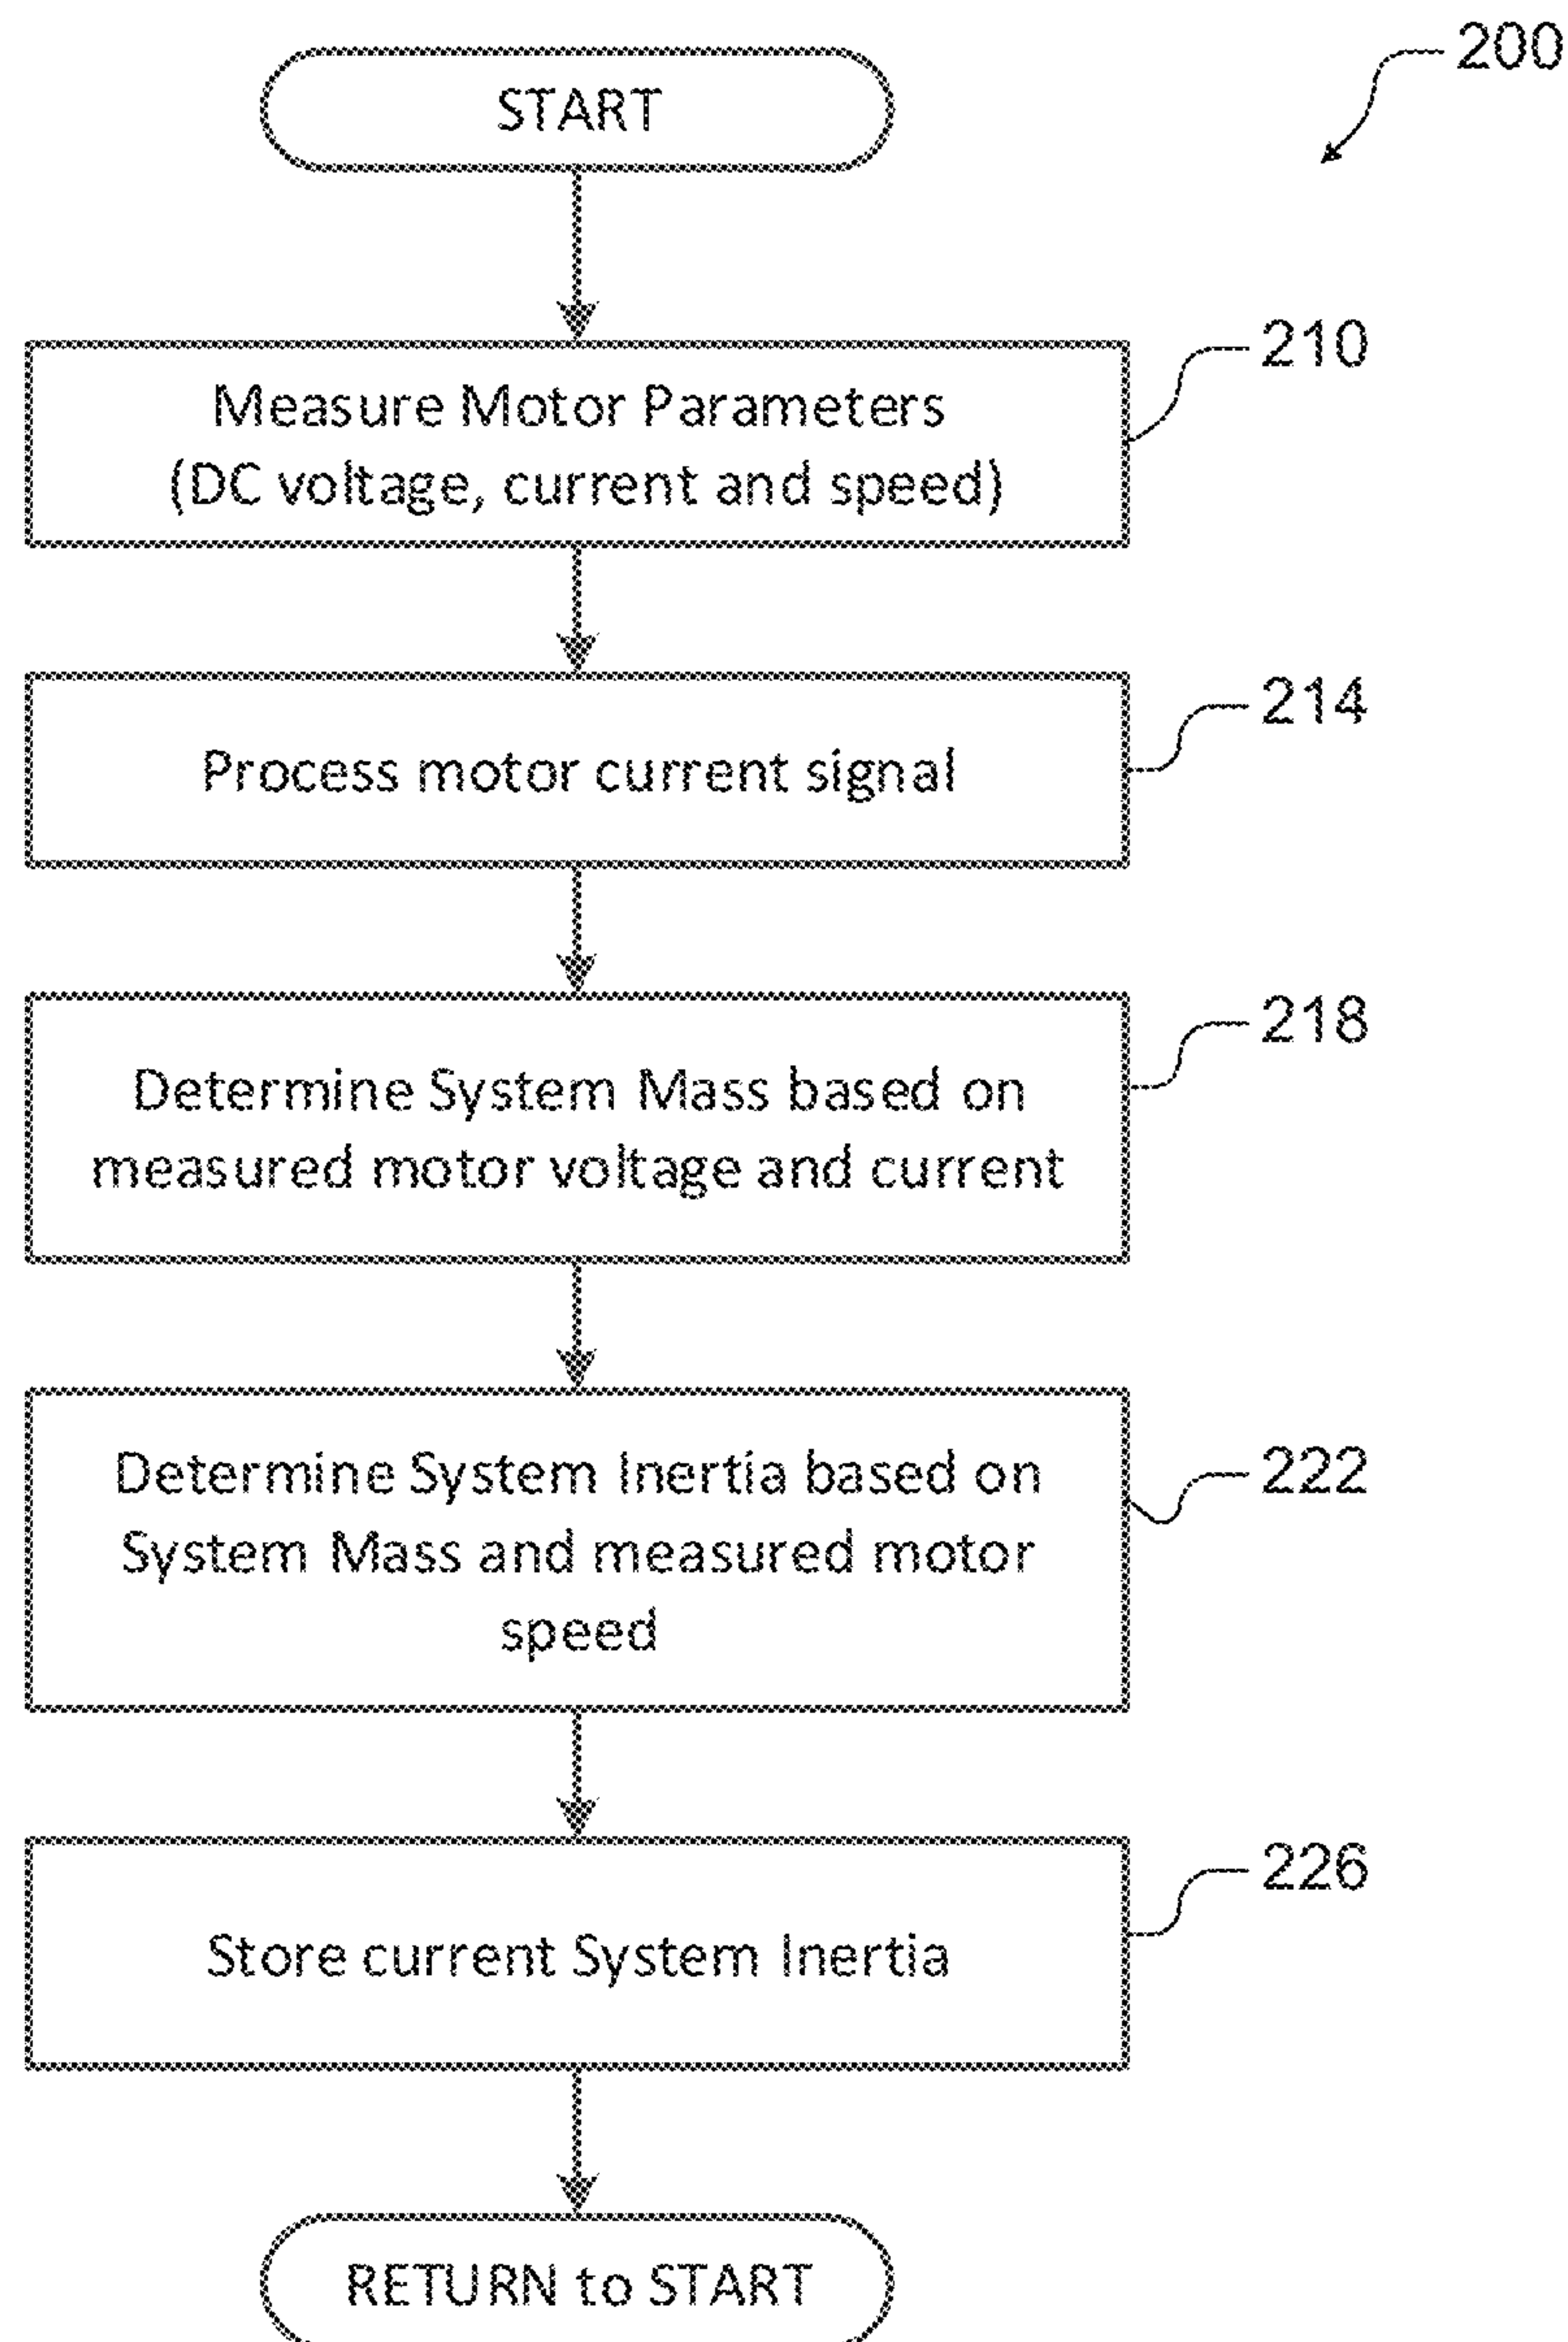 200
START
210
Measure Motor Parameters
(DC voltage, current and speed)
214
Process motor current signal
218
Determine System Mass based on
measured motor voltage and current
222
Determine System Inertia based on
System Mass and measured motor
speed
226
Store current System Inertia
RETURN to START